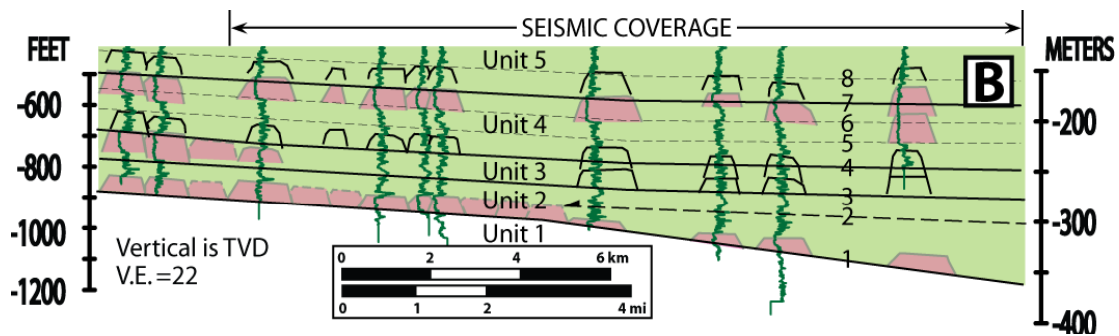 SEISMIC COVERAGE
FEET
METERS
B
Unit 5
8
7
-600
Unit 4
6
-200
5
-800
Unit 3
4
3
Unit 2
2
-1000
Unit 1
-300
1
Vertical is TVD
V.E. =22
0 2 4 6 km
0 1 2 4 mi
-1200
-400